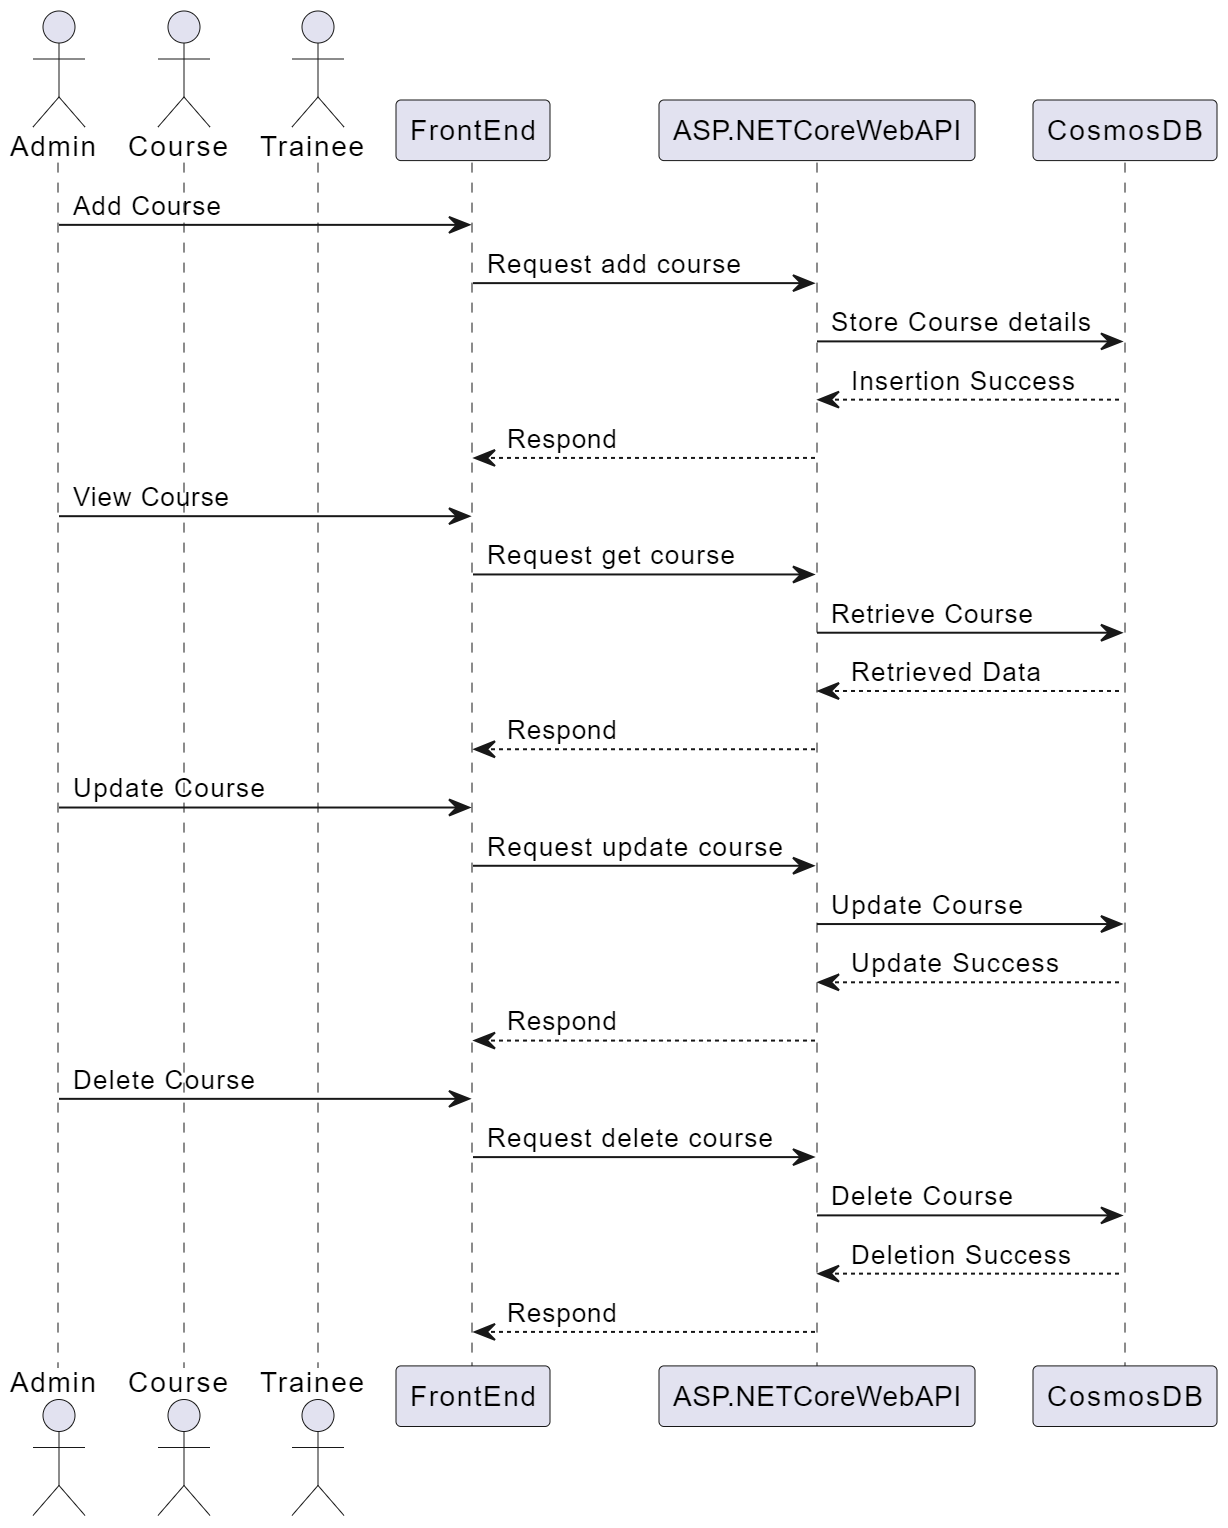 Admin Course Trainee FrontEnd ASP.NETCoreWebAPI CosmosDB
Add Course
Request add course
Store Course details
Insertion Success
Respond
View Course
Request get course
Retrieve Course
Retrieved Data
Respond
Update Course
Request update course
Update Course
Update Success
Respond
Delete Course
Request delete course
Delete Course
Deletion Success
Respond
Admin Course Trainee FrontEnd ASP.NETCoreWebAPI CosmosDB